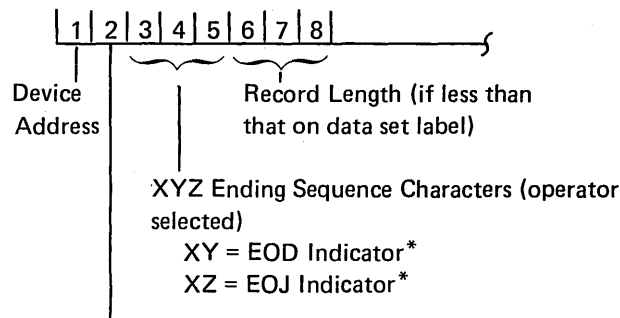 1 2 3 4 5 6 7 8
Device
Address
Record Length (if less than
that on data set label)
XYZ Ending Sequence Characters (operator
selected)
XY = EOD Indicator*
XZ = EOJ Indicator*